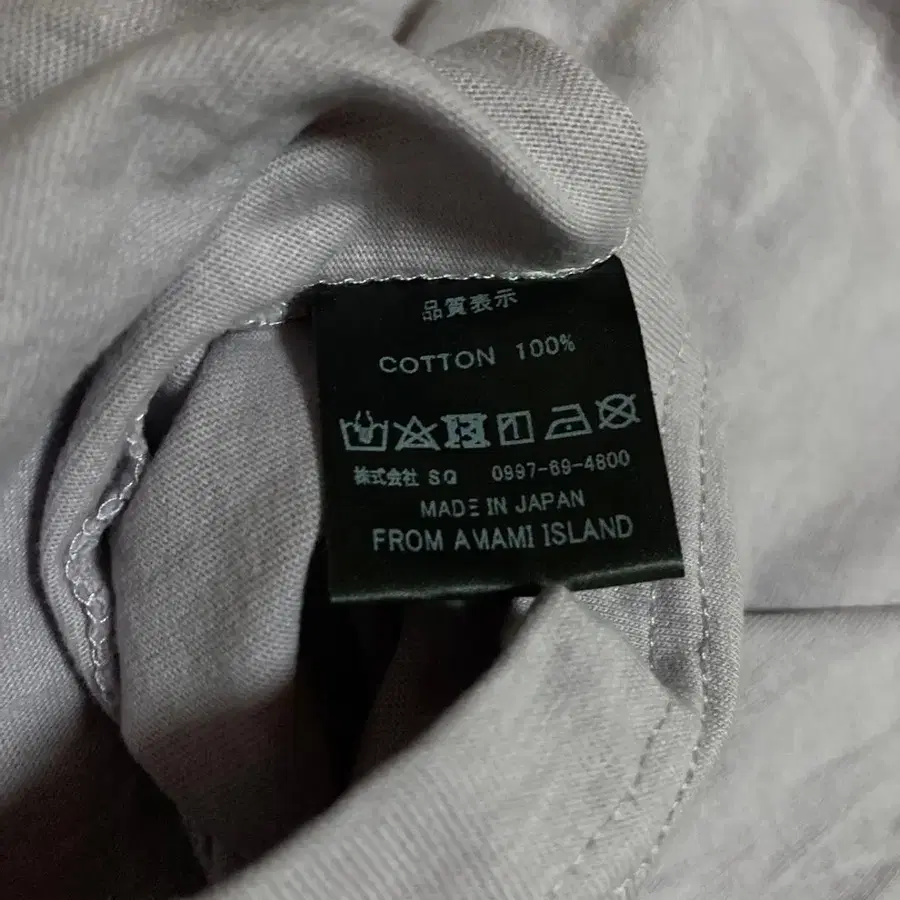 品質表示
COTTON 100%
株式会社 SQ 0997-69-4800
MADE IN JAPAN
FROM AMAMI ISLAND